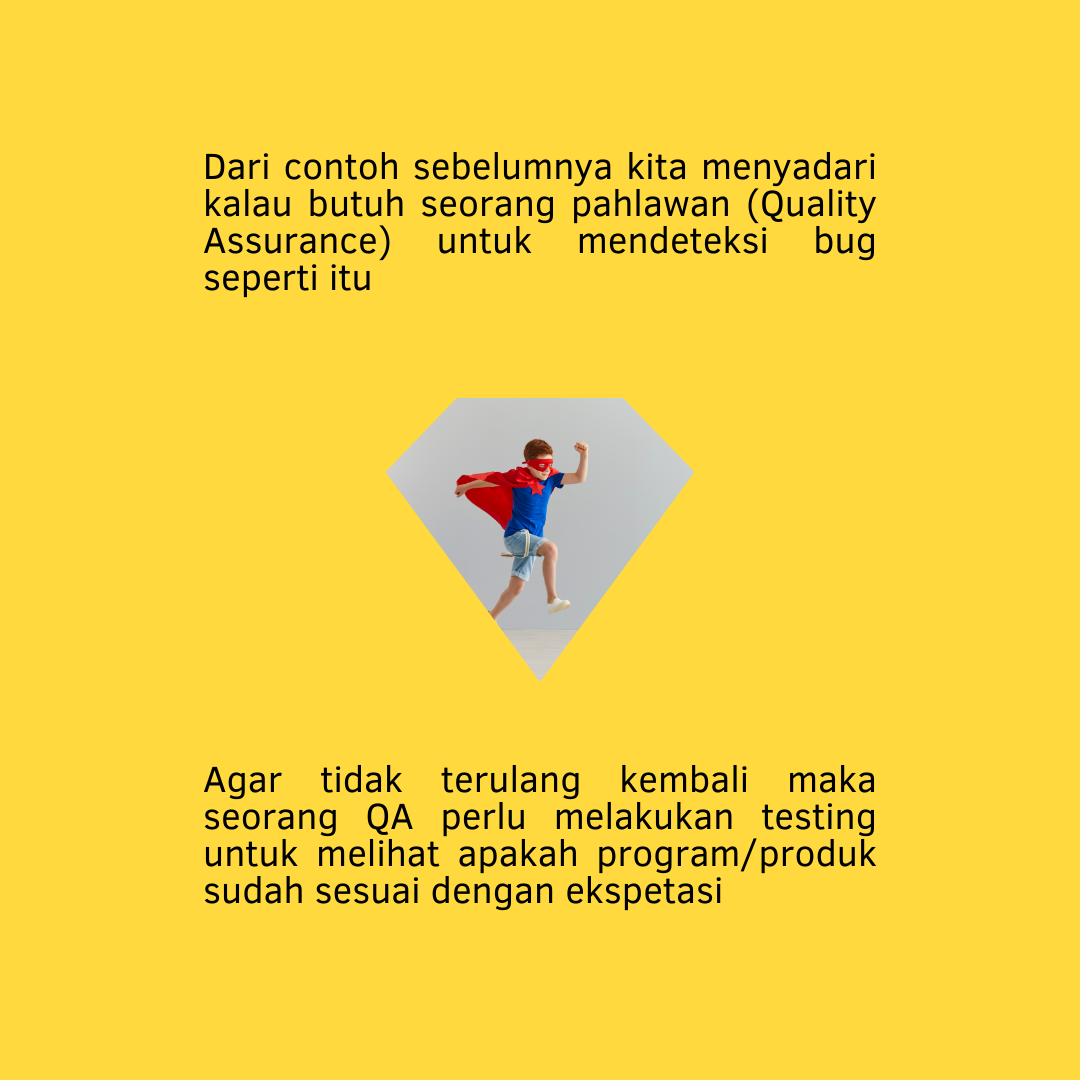 Dari contoh sebelumnya kita menyadari
kalau butuh seorang pahlawan (Quality
Assurance) untuk mendeteksi bug
seperti itu
Agar tidak terulang kembali maka
seorang QA perlu melakukan testing
untuk melihat apakah program/produk
sudah sesuai dengan ekspetasi